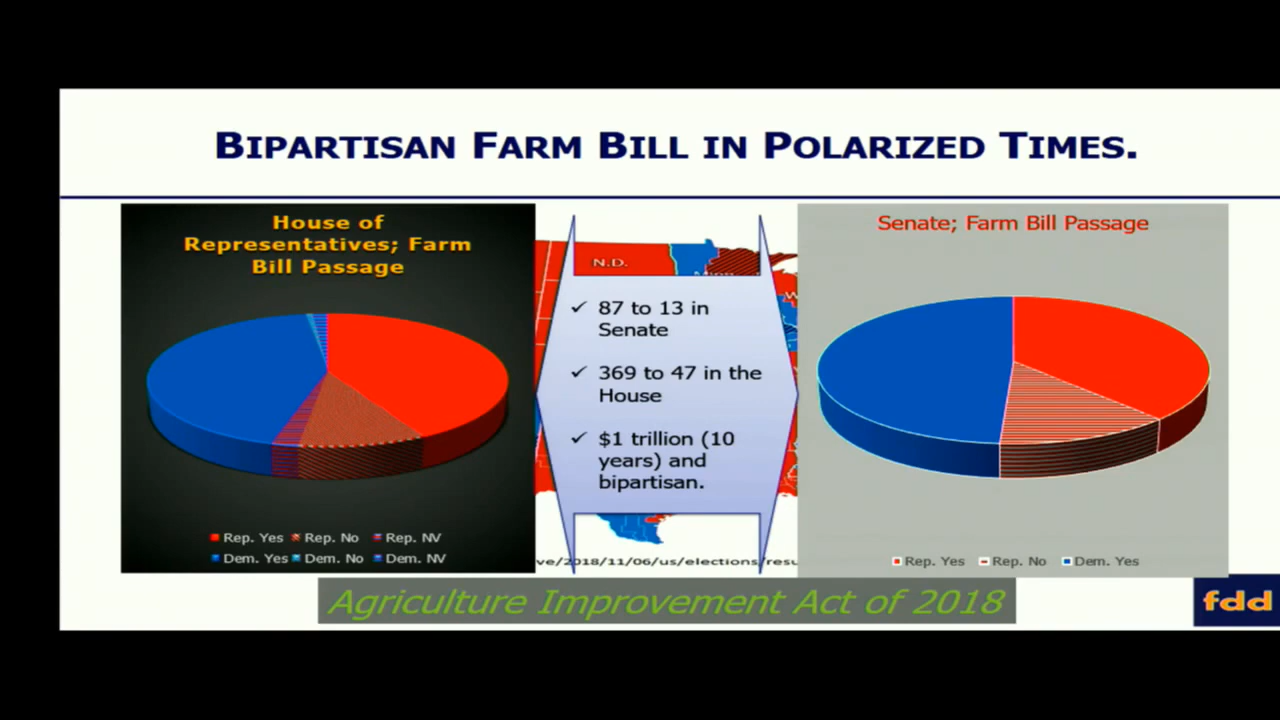 BIPARTISAN FARM BILL IN POLARIZED TIMES.
House of
Representatives; Farm
Bill Passage
Rep. Yes Rep. No Rep. NV
Dem. Yes Dem. No Dem. NV
N.D.
Minn.
W
✓ 87 to 13 in
Senate
✓ 369 to 47 in the
House
✓ $1 trillion (10
years) and
bipartisan.
ve/2018/11/06/us/elections/resu
Senate; Farm Bill Passage
Rep. Yes Rep. No Dem. Yes
Agriculture Improvement Act of 2018
fdd